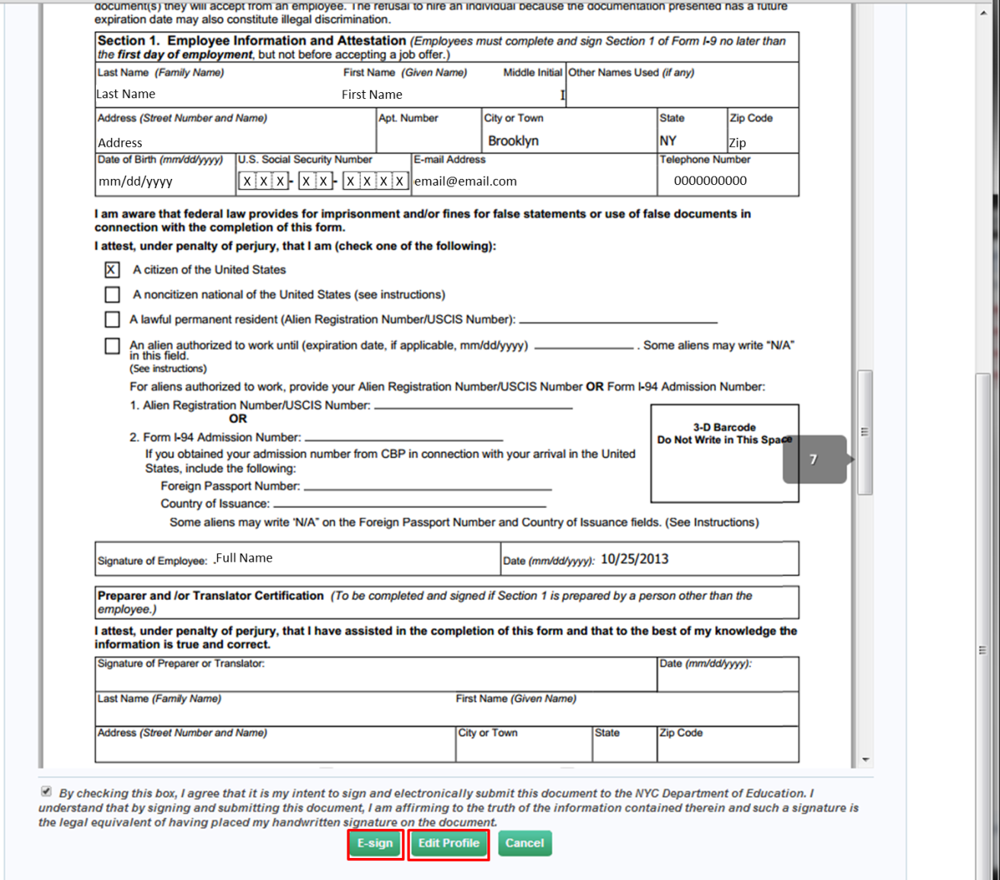 document(s) they will accept from an employee. The refusal to hire an individual because the documentation presented has a future
expiration date may also constitute illegal discrimination.
Section 1. Employee Information and Attestation (Employees must complete and sign Section 1 of Form I-9 no later than
the first day of employment, but not before accepting a job offer.)
Last Name (Family Name) First Name (Given Name) Middle Initial Other Names Used (if any)
Last Name First Name
Address (Street Number and Name) Apt. Number City or Town State Zip Code
Address Brooklyn NY Zip
Date of Birth (mm/dd/yyyy) U.S. Social Security Number E-mail Address Telephone Number
mm/dd/yyyy X X X - X X - X X X X email@email.com 0000000000
I am aware that federal law provides for imprisonment and/or fines for false statements or use of false documents in
connection with the completion of this form.
I attest, under penalty of perjury, that I am (check one of the following):
X A citizen of the United States
A noncitizen national of the United States (see instructions)
A lawful permanent resident (Alien Registration Number/USCIS Number):
An alien authorized to work until (expiration date, if applicable, mm/dd/yyyy) . Some aliens may write "N/A"
in this field.
(See instructions)
For aliens authorized to work, provide your Alien Registration Number/USCIS Number OR Form I-94 Admission Number:
1. Alien Registration Number/USCIS Number:
OR
2. Form I-94 Admission Number:
If you obtained your admission number from CBP in connection with your arrival in the United
States, include the following:
Foreign Passport Number:
Country of Issuance:
Some aliens may write 'N/A" on the Foreign Passport Number and Country of Issuance fields. (See Instructions)
3-D Barcode
Do Not Write in This Space
7
Signature of Employee: Full Name Date (mm/dd/yyyy): 10/25/2013
Preparer and /or Translator Certification (To be completed and signed if Section 1 is prepared by a person other than the
employee.)
I attest, under penalty of perjury, that I have assisted in the completion of this form and that to the best of my knowledge the
information is true and correct.
Signature of Preparer or Translator: Date (mm/dd/yyyy):
Last Name (Family Name) First Name (Given Name)
Address (Street Number and Name) City or Town State Zip Code
By checking this box, I agree that it is my intent to sign and electronically submit this document to the NYC Department of Education. I
understand that by signing and submitting this document, I am affirming to the truth of the information contained therein and such a signature is
the legal equivalent of having placed my handwritten signature on the document.
E-sign Edit Profile Cancel